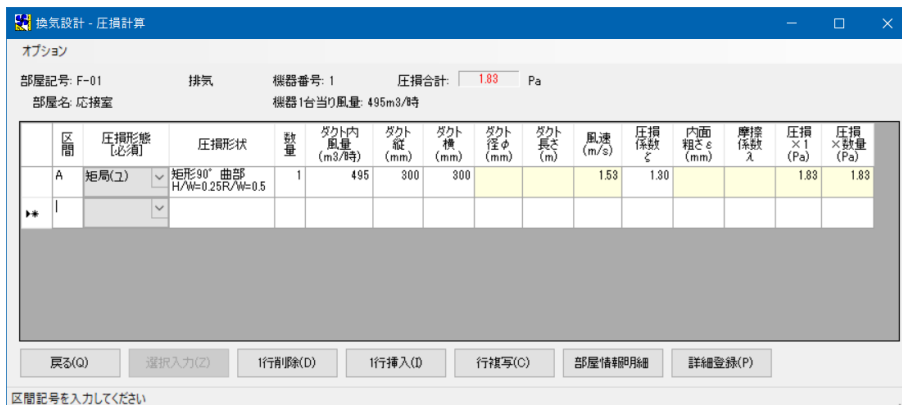 換気設計 - 圧損計算
オプション
部屋記号: F-01 排気 機器番号: 1 圧損合計: 1.83 Pa
部屋名: 応接室 機器1台当り風量: 495m3/時
区間 圧損形態[必須] 圧損形状 数量 ダクト内風量(m3/時) ダクト縦(mm) ダクト横(mm) ダクト径φ(mm) ダクト長さ(m) 風速(m/s) 圧損係数ζ 内面粗さε(mm) 摩擦係数λ 圧損×1(Pa) 圧損×数量(Pa)
A 矩局(ユ) 矩形90°曲部 H/W=0.25R/W=0.5 1 495 300 300 1.53 1.30 1.83 1.83
戻る(Q) 選択入力(Z) 1行削除(D) 1行挿入(I) 行複写(C) 部屋情報明細 詳細登録(P)
区間記号を入力してください